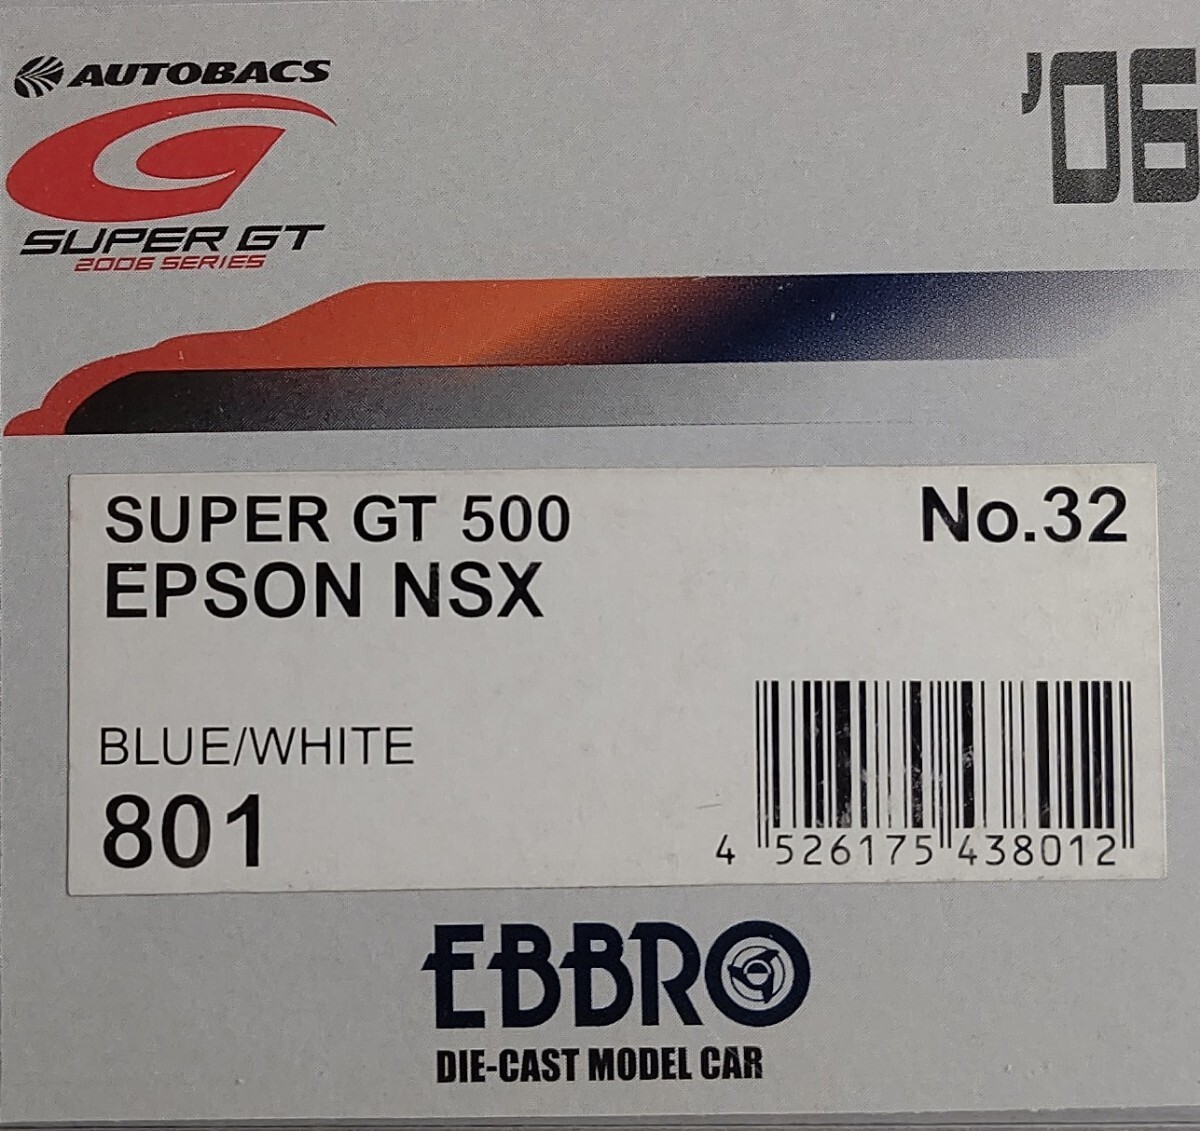 AUTOBACS
'06
SUPER GT
2006 SERIES
SUPER GT 500 No.32
EPSON NSX
BLUE/WHITE
801
4 526175 438012
EBBRO
DIE-CAST MODEL CAR